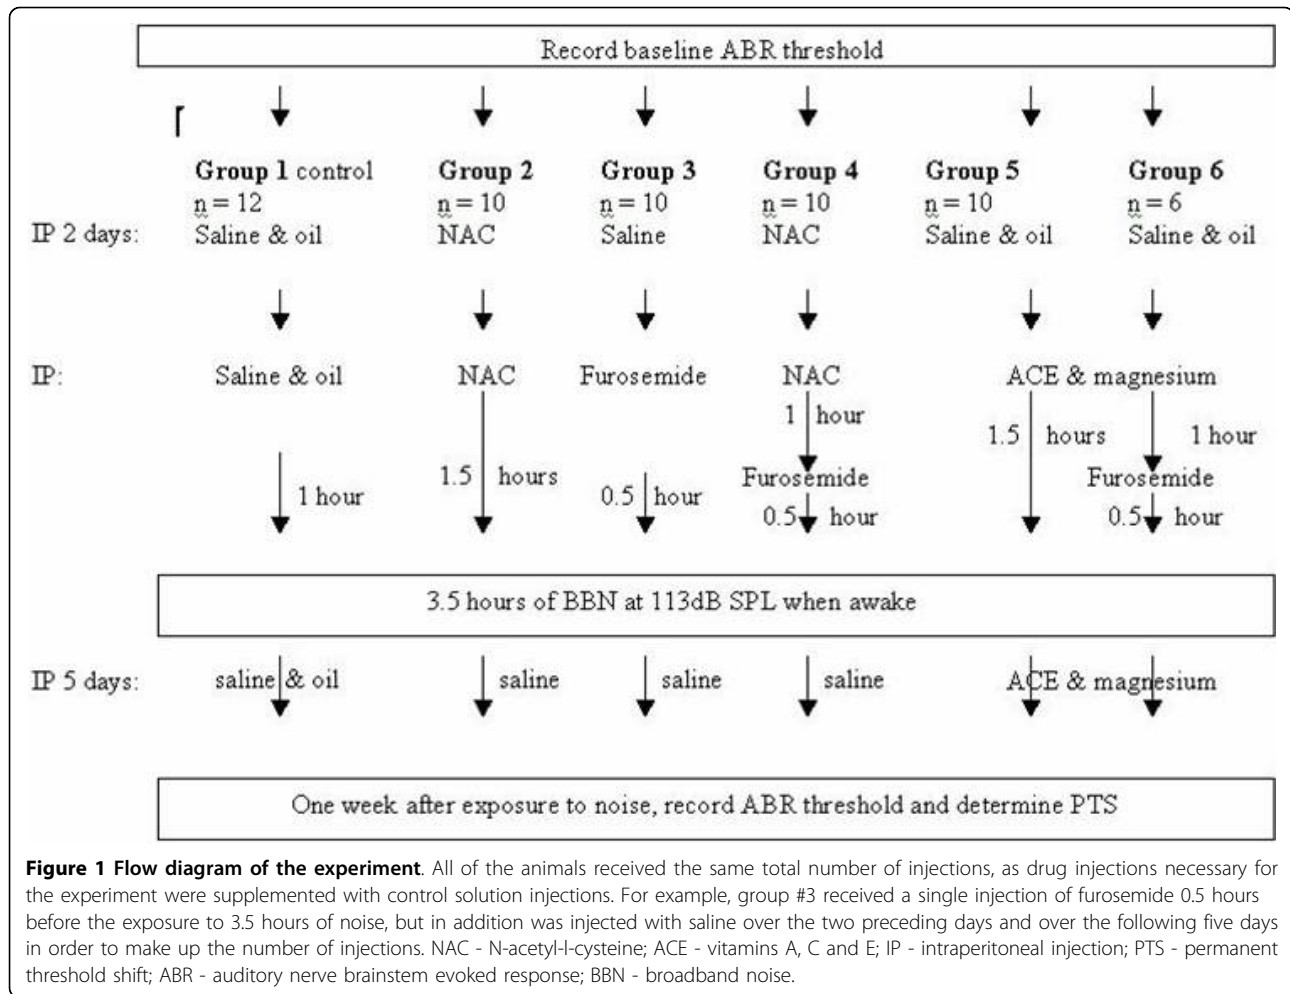 Record baseline ABR threshold
Group 1 control Group 2 Group 3 Group 4 Group 5 Group 6
n = 12 n = 10 n = 10 n = 10 n = 10 n = 6
IP 2 days: Saline & oil NAC Saline NAC Saline & oil Saline & oil
IP: Saline & oil NAC Furosemide NAC ACE & magnesium
1 hour 1.5 hours 1 hour
1.5 hours Furosemide Furosemide
1 hour 0.5 hour 0.5 hour 0.5 hour
3.5 hours of BBN at 113dB SPL when awake
IP 5 days: saline & oil saline saline saline ACE & magnesium
One week after exposure to noise, record ABR threshold and determine PTS
Figure 1 Flow diagram of the experiment. All of the animals received the same total number of injections, as drug injections necessary for
the experiment were supplemented with control solution injections. For example, group #3 received a single injection of furosemide 0.5 hours
before the exposure to 3.5 hours of noise, but in addition was injected with saline over the two preceding days and over the following five days
in order to make up the number of injections. NAC - N-acetyl-l-cysteine; ACE - vitamins A, C and E; IP - intraperitoneal injection; PTS - permanent
threshold shift; ABR - auditory nerve brainstem evoked response; BBN - broadband noise.